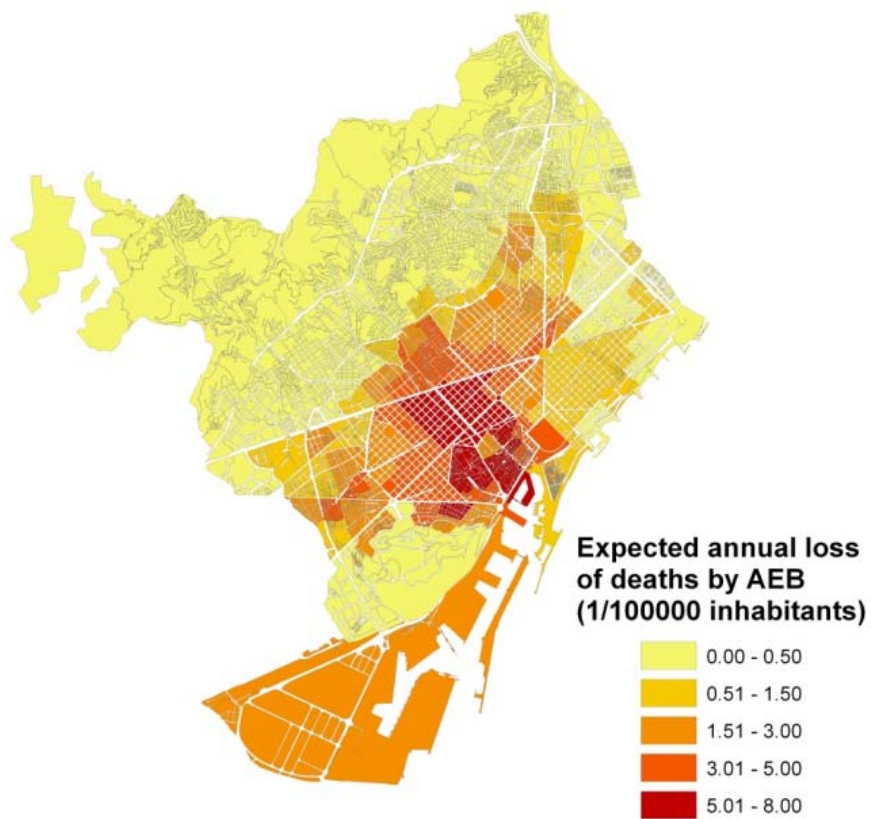 Expected annual loss
of deaths by AEB
(1/100000 inhabitants)
0.00 - 0.50
0.51 - 1.50
1.51 - 3.00
3.01 - 5.00
5.01 - 8.00